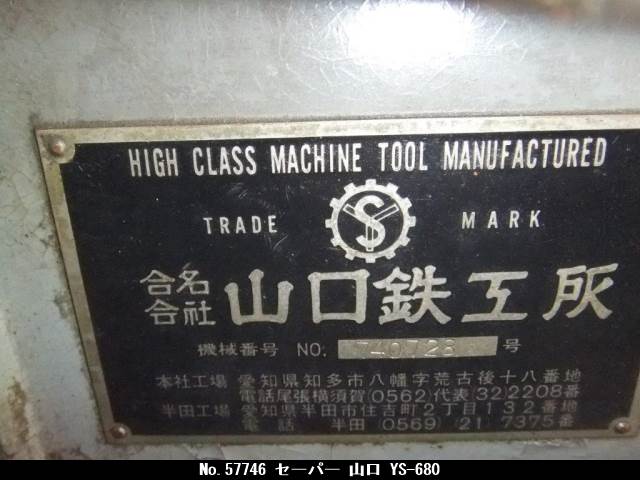 HIGH CLASS MACHINE TOOL MANUFACTURED
TRADE MARK
合名会社 山口鉄工所
機械番号 NO. 740728 号
本社工場 愛知県知多市八幡字荒古後十八番地
電話尾張横須賀(0562)代表(32)2208番
半田工場 愛知県半田市住吉町2丁目132番地
電話 半田(0569)(21)7375番
No.57746 セーパー 山口 YS-680